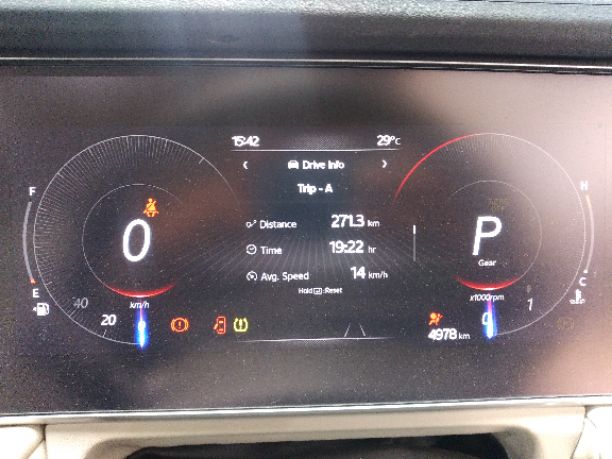 15:42 29°C
Drive Info
Trip - A
F
H
0
P
Distance 271.3 km
Gear
Time 19:22 hr
Avg. Speed 14 km/h
Hold :Reset
E
C
km/h
x1000rpm
40
20
0
0
1
4978 km